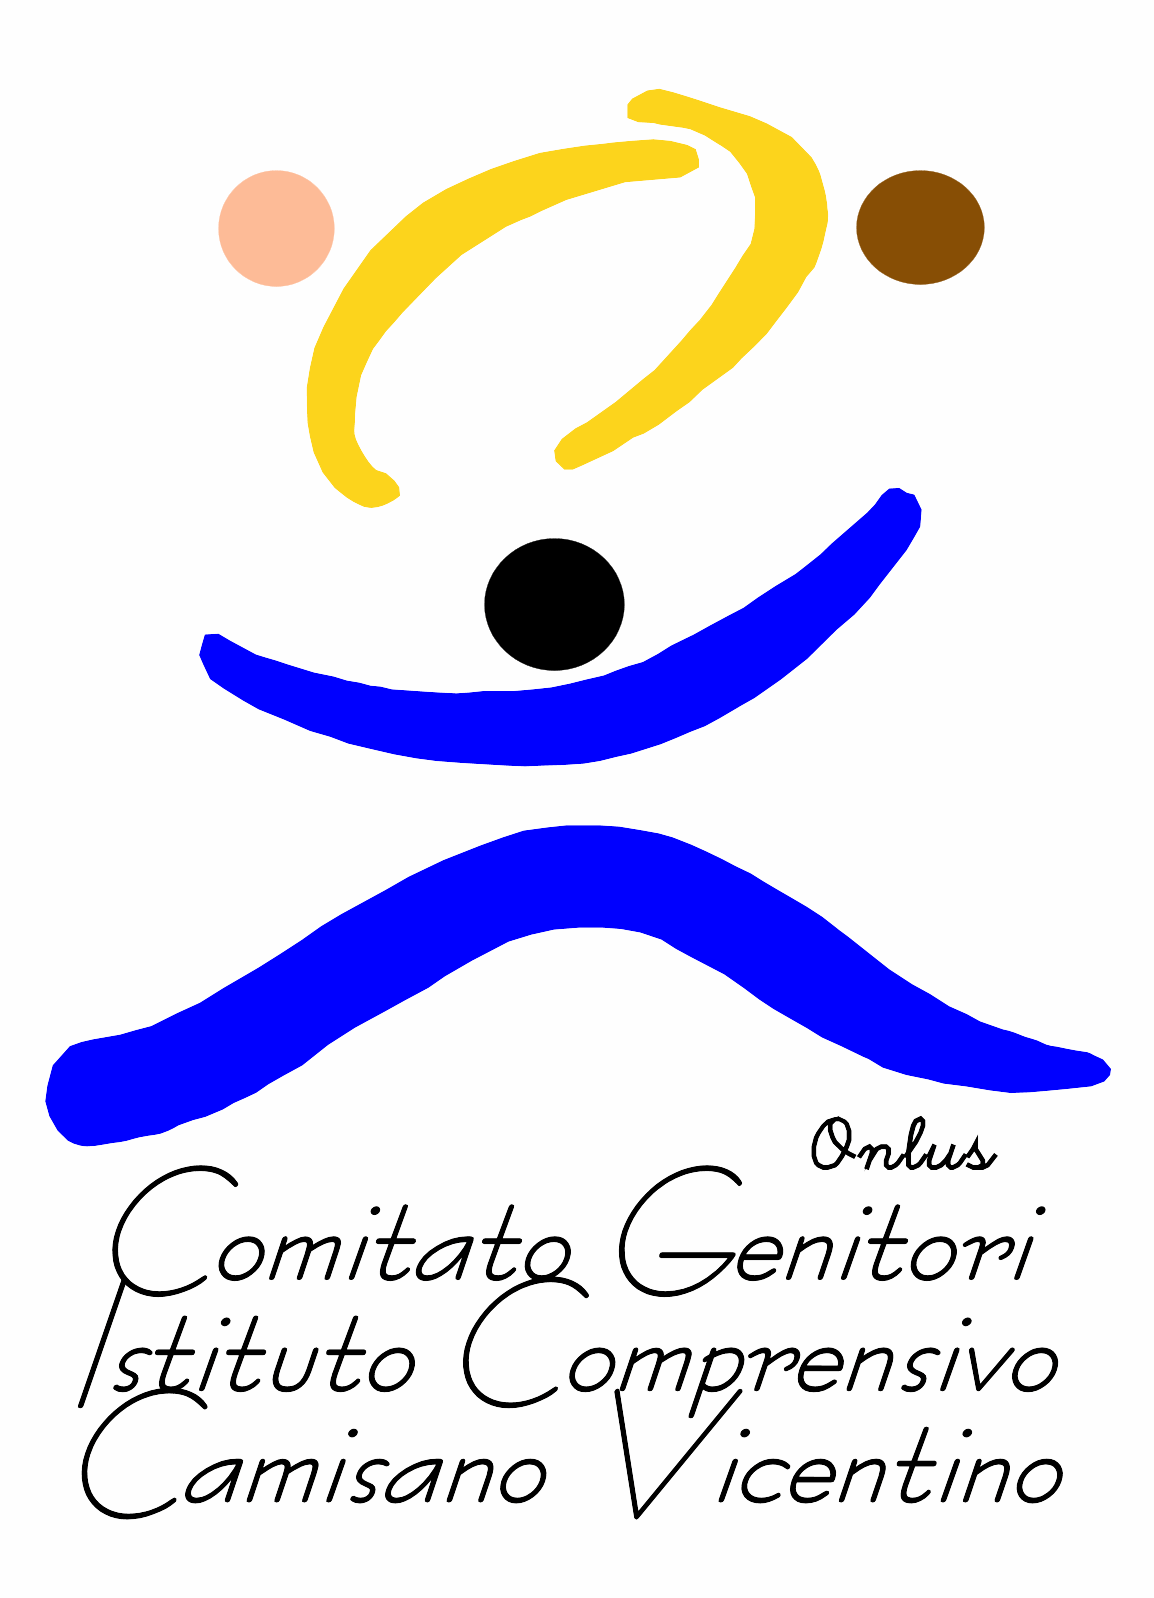 Onlus
Comitato Genitori
Istituto Comprensivo
Camisano Vicentino